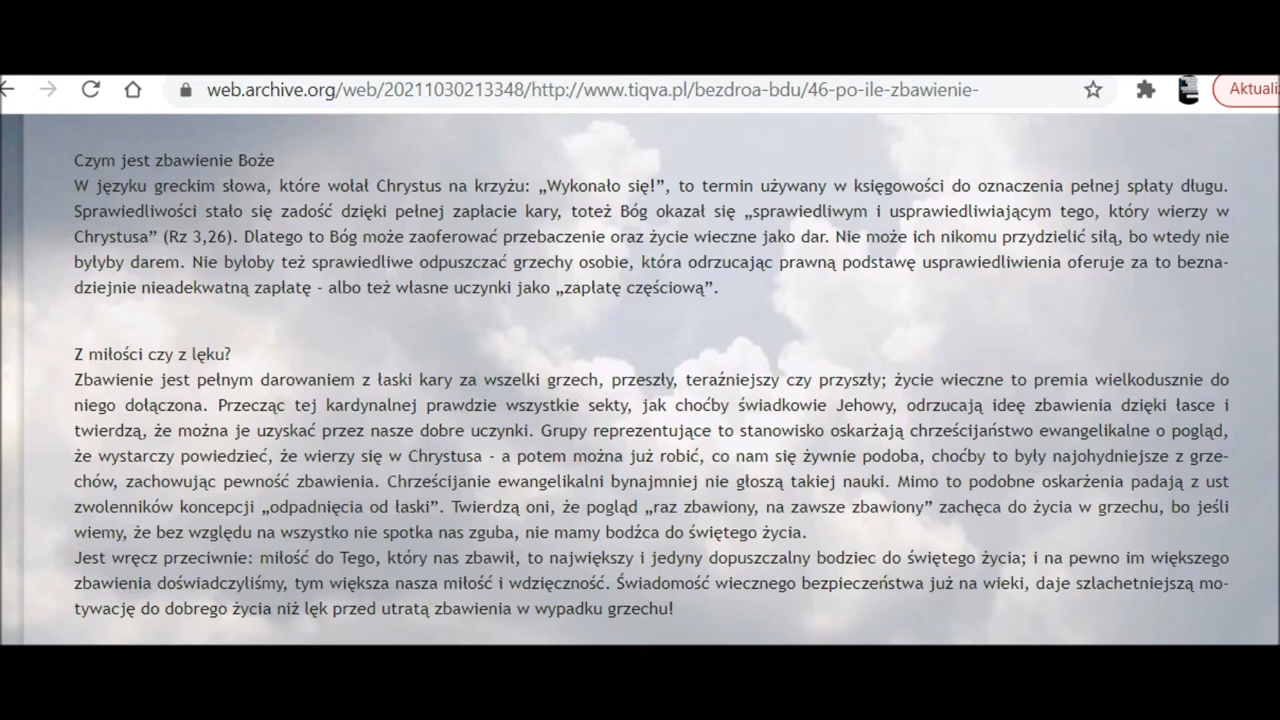 web.archive.org/web/20211030213348/http://www.tiqva.pl/bezdroa-bdu/46-po-ile-zbawienie-
Aktuali
Czym jest zbawienie Boże
W języku greckim słowa, które wołał Chrystus na krzyżu: „Wykonało się!”, to termin używany w księgowości do oznaczenia pełnej spłaty długu.
Sprawiedliwości stało się zadość dzięki pełnej zapłacie kary, toteż Bóg okazał się „sprawiedliwym i usprawiedliwiającym tego, który wierzy w
Chrystusa” (Rz 3,26). Dlatego to Bóg może zaoferować przebaczenie oraz życie wieczne jako dar. Nie może ich nikomu przydzielić siłą, bo wtedy nie
byłyby darem. Nie byłoby też sprawiedliwe odpuszczać grzechy osobie, która odrzucając prawną podstawę usprawiedliwienia oferuje za to bezna-
dziejnie nieadekwatną zapłatę - albo też własne uczynki jako „zapłatę częściową”.
Z miłości czy z lęku?
Zbawienie jest pełnym darowaniem z łaski kary za wszelki grzech, przeszły, teraźniejszy czy przyszły; życie wieczne to premia wielkodusznie do
niego dołączona. Przecząc tej kardynalnej prawdzie wszystkie sekty, jak choćby świadkowie Jehowy, odrzucają ideę zbawienia dzięki łasce i
twierdzą, że można je uzyskać przez nasze dobre uczynki. Grupy reprezentujące to stanowisko oskarżają chrześcijaństwo ewangelikalne o pogląd,
że wystarczy powiedzieć, że wierzy się w Chrystusa - a potem można już robić, co nam się żywnie podoba, choćby to były najohydniejsze z grze-
chów, zachowując pewność zbawienia. Chrześcijanie ewangelikalni bynajmniej nie głoszą takiej nauki. Mimo to podobne oskarżenia padają z ust
zwolenników koncepcji „odpadnięcia od łaski”. Twierdzą oni, że pogląd „raz zbawiony, na zawsze zbawiony” zachęca do życia w grzechu, bo jeśli
wiemy, że bez względu na wszystko nie spotka nas zguba, nie mamy bodźca do świętego życia.
Jest wręcz przeciwnie: miłość do Tego, który nas zbawił, to największy i jedyny dopuszczalny bodziec do świętego życia; i na pewno im większego
zbawienia doświadczyliśmy, tym większa nasza miłość i wdzięczność. Świadomość wiecznego bezpieczeństwa już na wieki, daje szlachetniejszą mo-
tywację do dobrego życia niż lęk przed utratą zbawienia w wypadku grzechu!